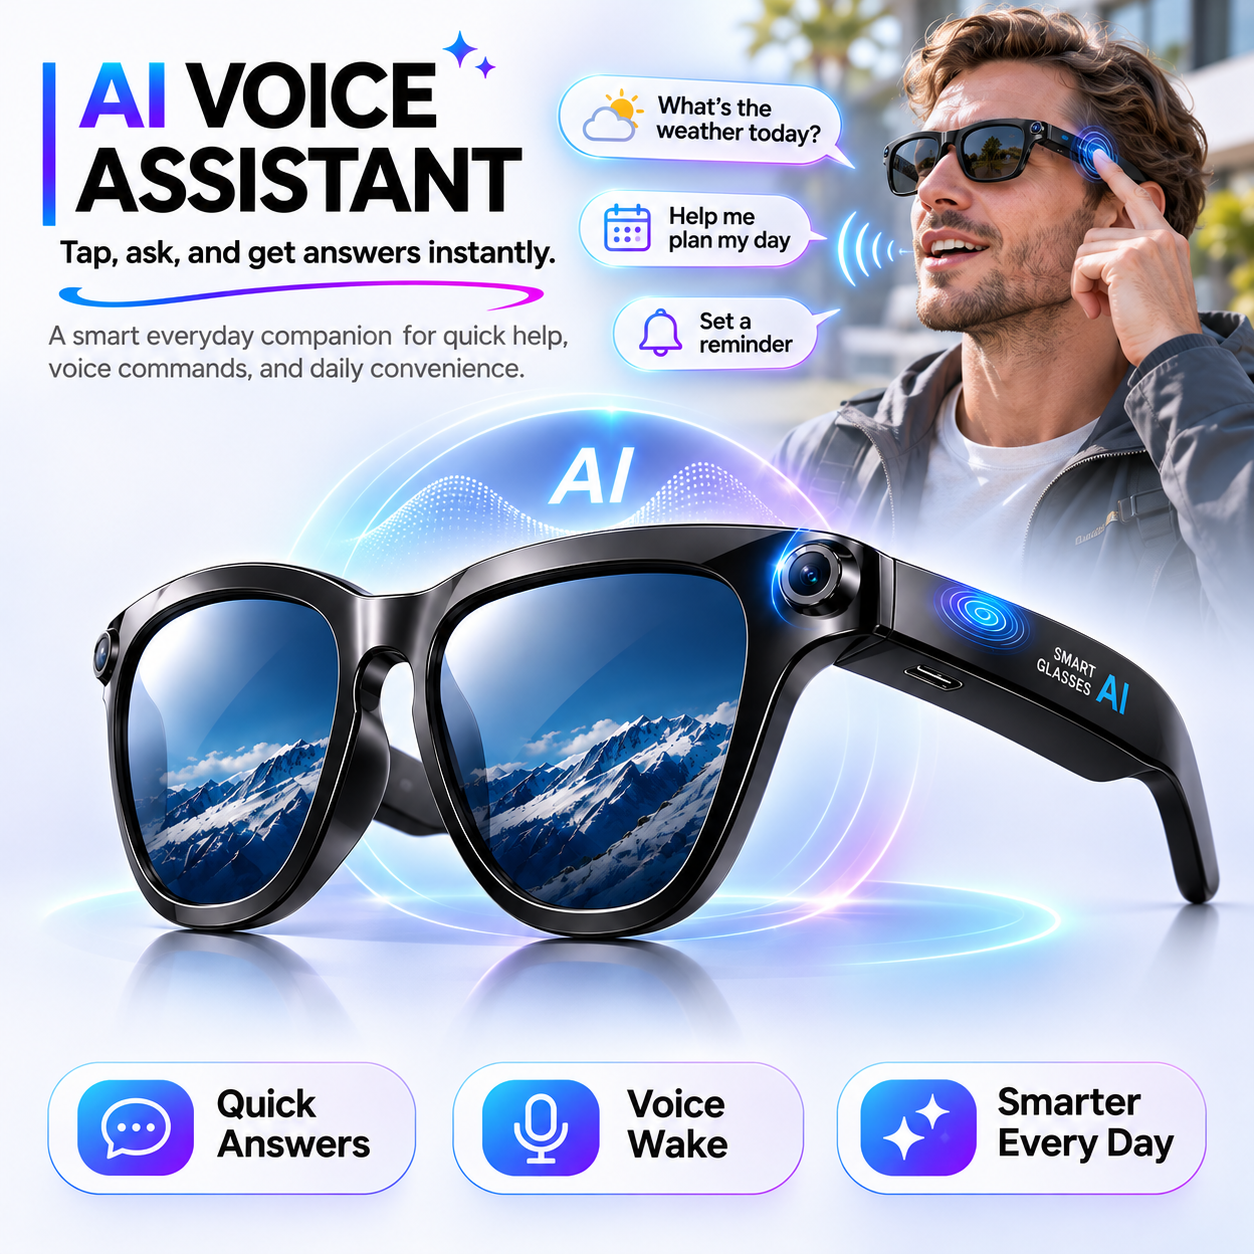 AI VOICE
ASSISTANT
Tap, ask, and get answers instantly.
A smart everyday companion for quick help,
voice commands, and daily convenience.
What's the
weather today?
Help me
plan my day
Set a
reminder
AI
SMART
GLASSES AI
Quick
Answers
Voice
Wake
Smarter
Every Day